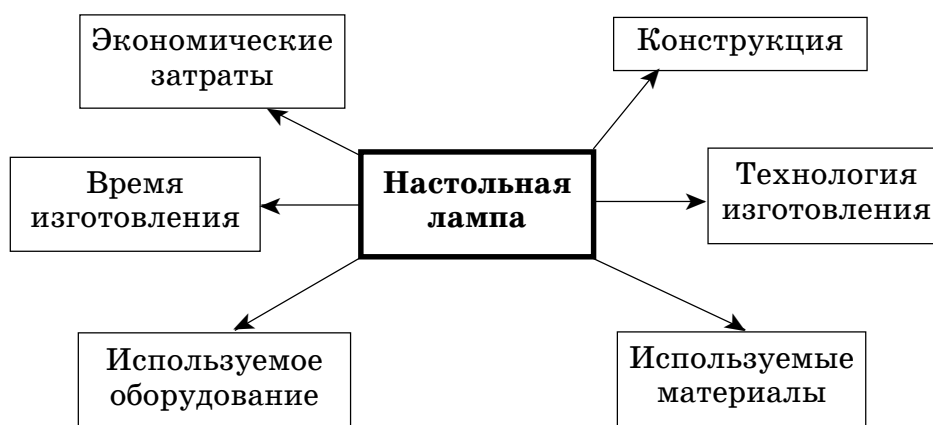 Экономические
затраты
Конструкция
Время
изготовления
Настольная
лампа
Технология
изготовления
Используемое
оборудование
Используемые
материалы